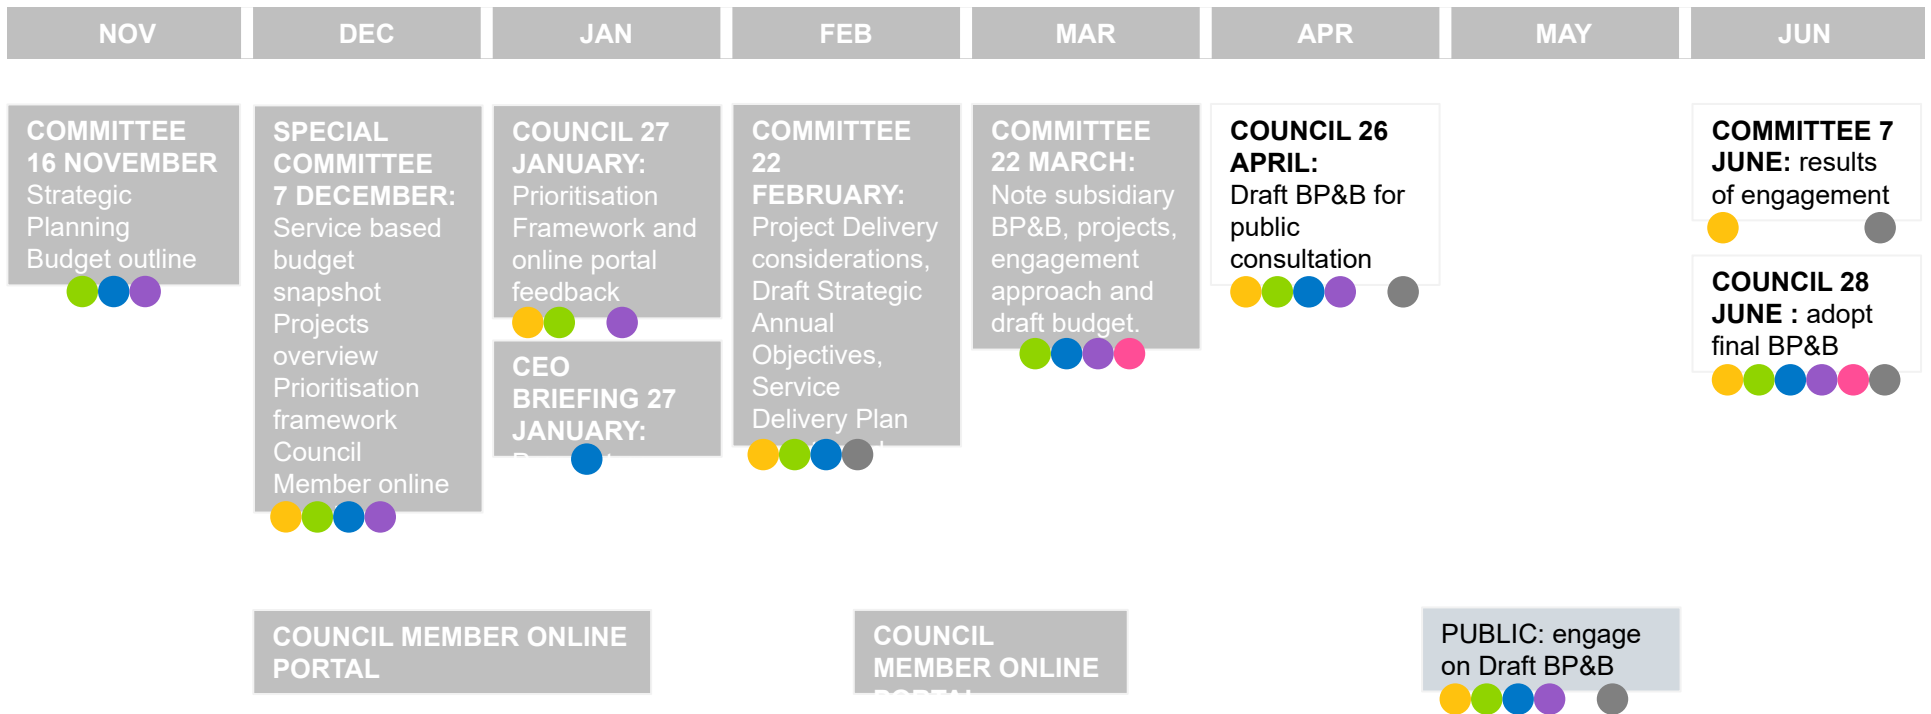 NOV
DEC
JAN
FEB
MAR
APR
MAY
JUN
COMMITTEE
16 NOVEMBER
Strategic
Planning
Budget outline
SPECIAL
COMMITTEE
7 DECEMBER:
Service based
budget
snapshot
Projects
overview
Prioritisation
framework
Council
Member online
COUNCIL 27
JANUARY:
Prioritisation
Framework and
online portal
feedback
CEO
BRIEFING 27
JANUARY:
COMMITTEE
22
FEBRUARY:
Project Delivery
considerations,
Draft Strategic
Annual
Objectives,
Service
Delivery Plan
COMMITTEE
22 MARCH:
Note subsidiary
BP&B, projects,
engagement
approach and
draft budget.
COUNCIL 26
APRIL:
Draft BP&B for
public
consultation
COMMITTEE 7
JUNE: results
of engagement
COUNCIL 28
JUNE : adopt
final BP&B
COUNCIL MEMBER ONLINE
PORTAL
COUNCIL
MEMBER ONLINE
PORTAL
PUBLIC: engage
on Draft BP&B